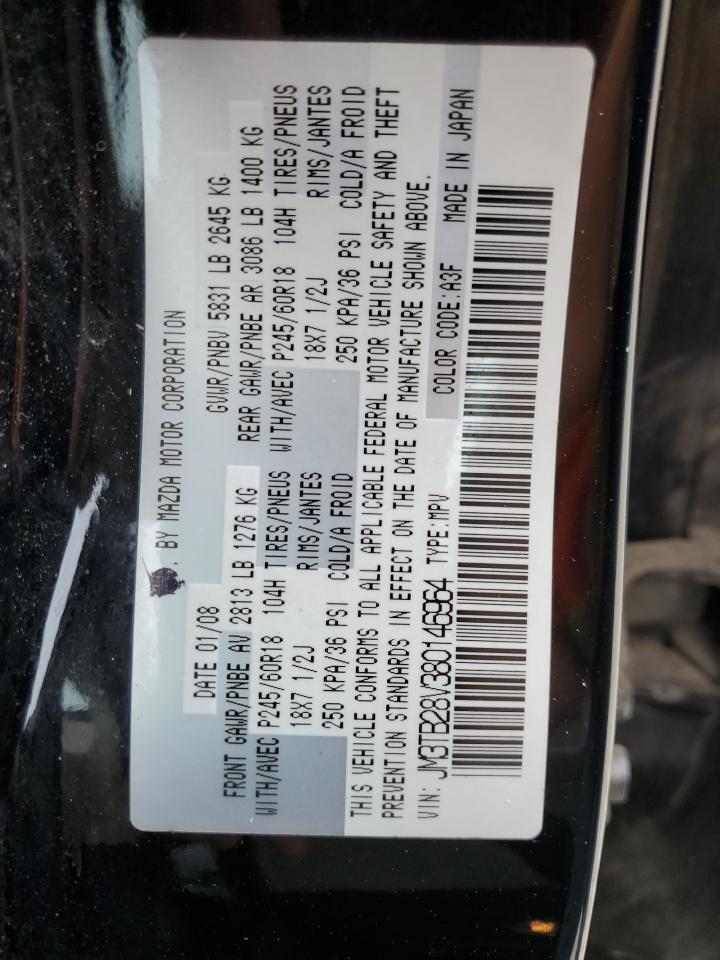 . BY MAZDA MOTOR CORPORATION
DATE 01/08 GVWR/PNBV 5831 LB 2645 KG
FRONT GAWR/PNBE AV 2813 LB 1276 KG REAR GAWR/PNBE AR 3086 LB 1400 KG
WITH/AVEC P245/60R18 104H TIRES/PNEUS WITH/AVEC P245/60R18 104H TIRES/PNEUS
18X7 1/2J RIMS/JANTES 18X7 1/2J RIMS/JANTES
250 KPA/36 PSI COLD/A FROID 250 KPA/36 PSI COLD/A FROID
THIS VEHICLE CONFORMS TO ALL APPLICABLE FEDERAL MOTOR VEHICLE SAFETY AND THEFT
PREVENTION STANDARDS IN EFFECT ON THE DATE OF MANUFACTURE SHOWN ABOVE.
VIN: JM3TB28V380146964 TYPE:MPV COLOR CODE:A3F MADE IN JAPAN